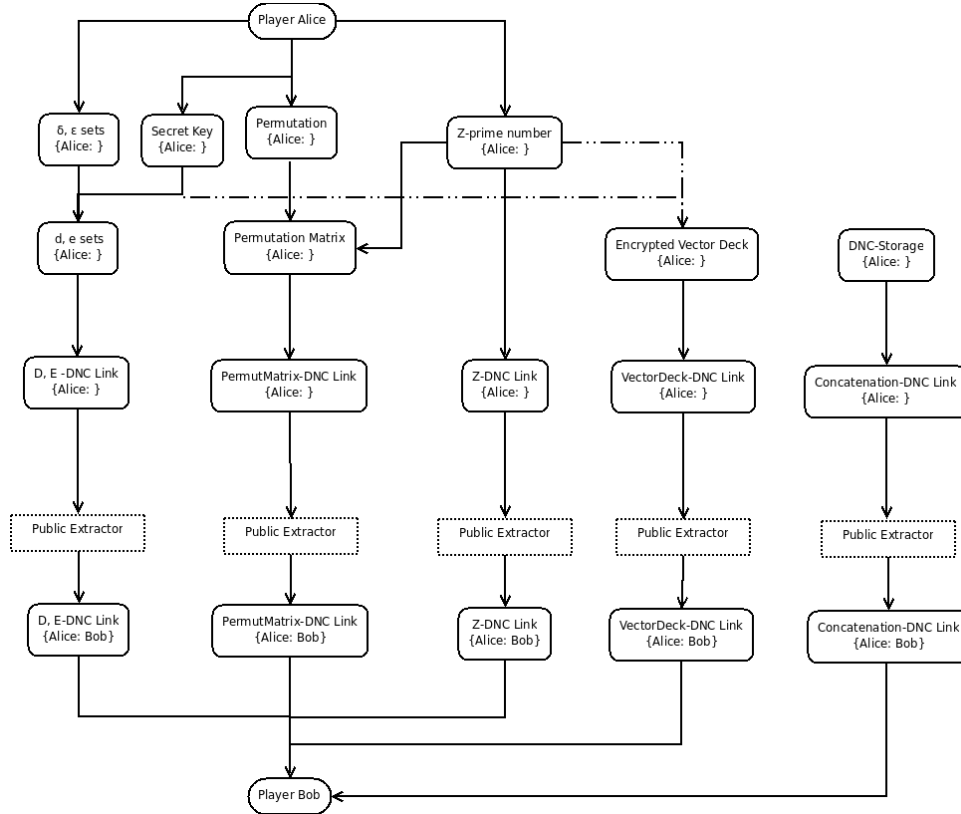 Player Alice
δ, ε sets
{Alice: }
Secret Key
{Alice: }
Permutation
{Alice: }
Z-prime number
{Alice: }
d, e sets
{Alice: }
Permutation Matrix
{Alice: }
Encrypted Vector Deck
{Alice: }
DNC-Storage
{Alice: }
D, E -DNC Link
{Alice: }
PermutMatrix-DNC Link
{Alice: }
Z-DNC Link
{Alice: }
VectorDeck-DNC Link
{Alice: }
Concatenation-DNC Link
{Alice: }
Public Extractor
Public Extractor
Public Extractor
Public Extractor
Public Extractor
D, E-DNC Link
{Alice: Bob}
PermutMatrix-DNC Link
{Alice: Bob}
Z-DNC Link
{Alice: Bob}
VectorDeck-DNC Link
{Alice: Bob}
Concatenation-DNC Link
{Alice: Bob}
Player Bob